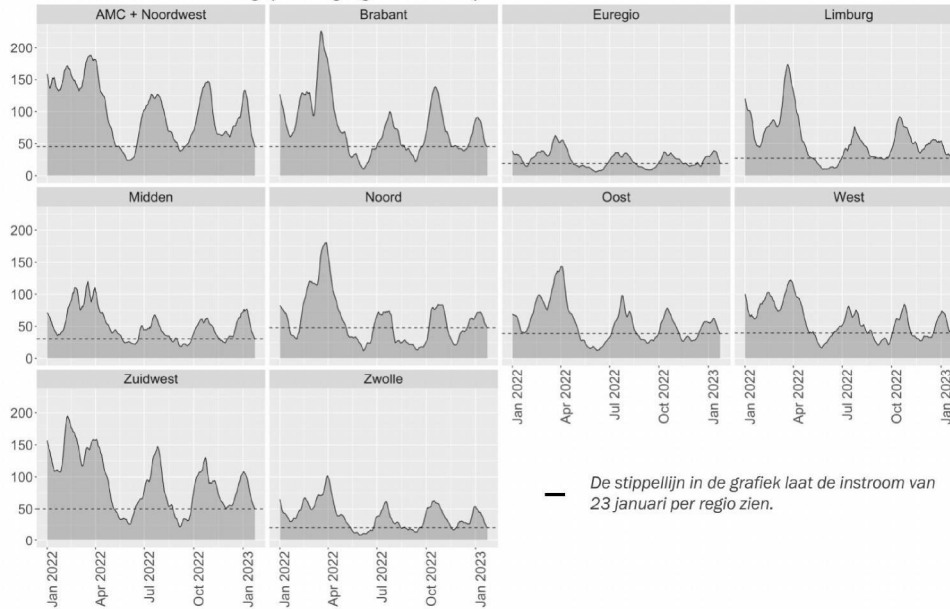 AMC + Noordwest
Brabant
Euregio
Limburg
200
150
100
50
0
Midden
Noord
Oost
West
200
150
100
50
0
Jan 2022
Apr 2022
Jul 2022
Oct 2022
Jan 2023
Jan 2022
Apr 2022
Jul 2022
Oct 2022
Jan 2023
Zuidwest
Zwolle
200
150
100
50
0
De stippellijn in de grafiek laat de instroom van
23 januari per regio zien.
Jan 2022
Apr 2022
Jul 2022
Oct 2022
Jan 2023
Jan 2022
Apr 2022
Jul 2022
Oct 2022
Jan 2023